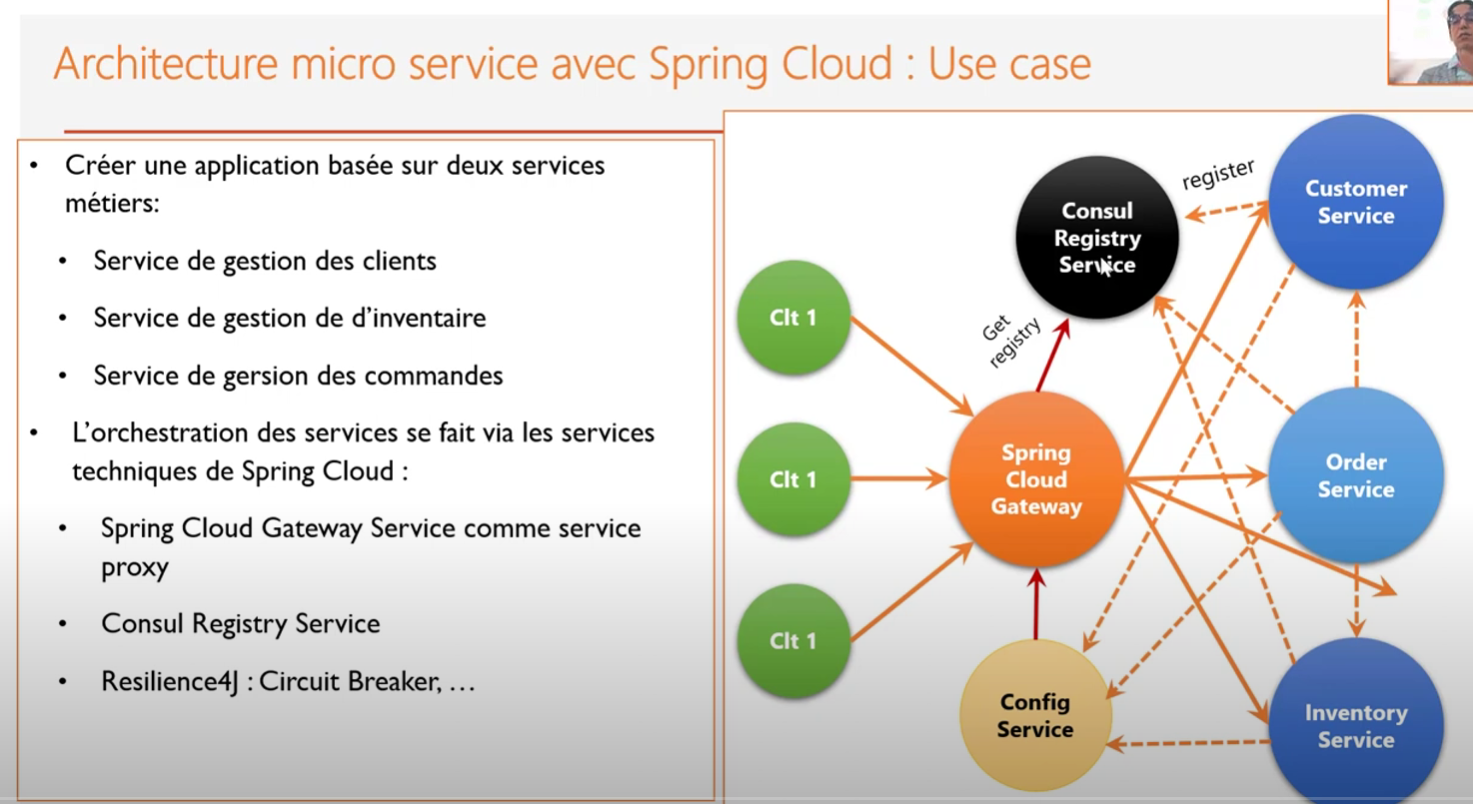 Architecture micro service avec Spring Cloud : Use case
• Créer une application basée sur deux services
métiers:
• Service de gestion des clients
• Service de gestion de d'inventaire
• Service de gersion des commandes
• L'orchestration des services se fait via les services
techniques de Spring Cloud :
• Spring Cloud Gateway Service comme service
proxy
• Consul Registry Service
• Resilience4J : Circuit Breaker, …
Clt 1
Clt 1
Clt 1
Consul
Registry
Service
register
Get
registry
Spring
Cloud
Gateway
Config
Service
Customer
Service
Order
Service
Inventory
Service